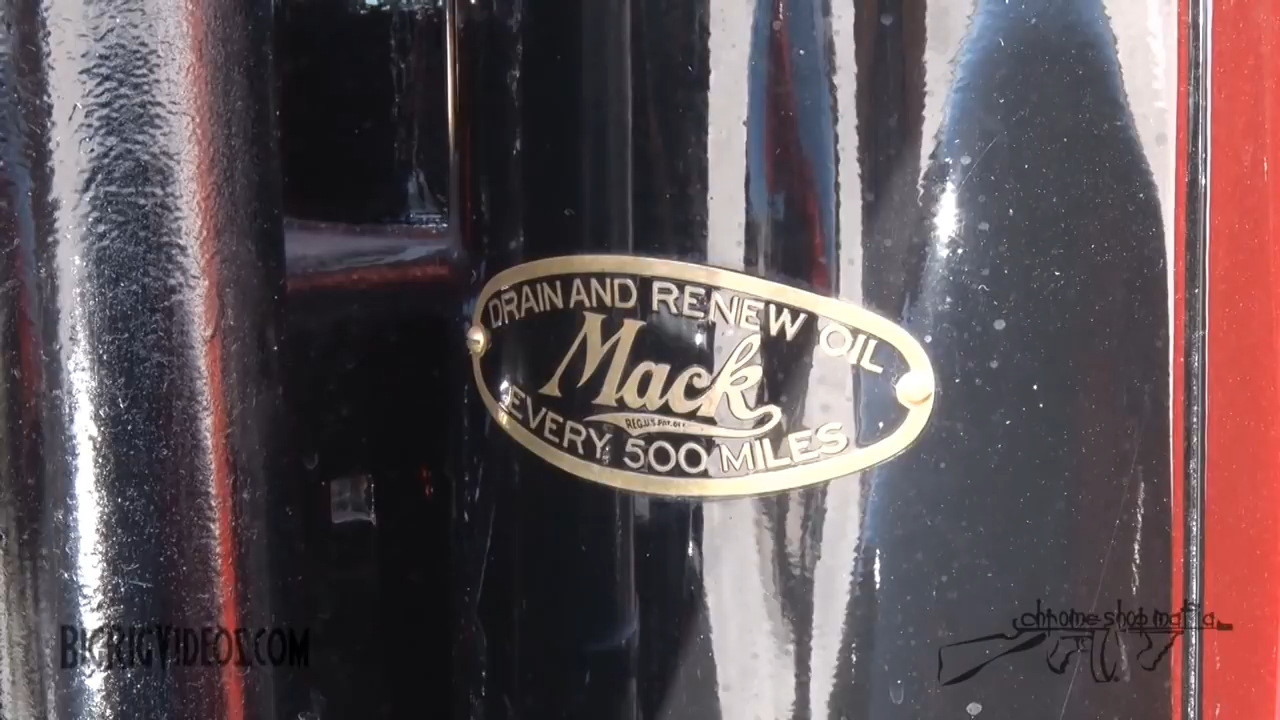 DRAIN AND RENEW OIL
Mack
REG.U.S.PAT.OFF.
EVERY 500 MILES
BIGRIGVIDEOS.COM
chrome shop mafia